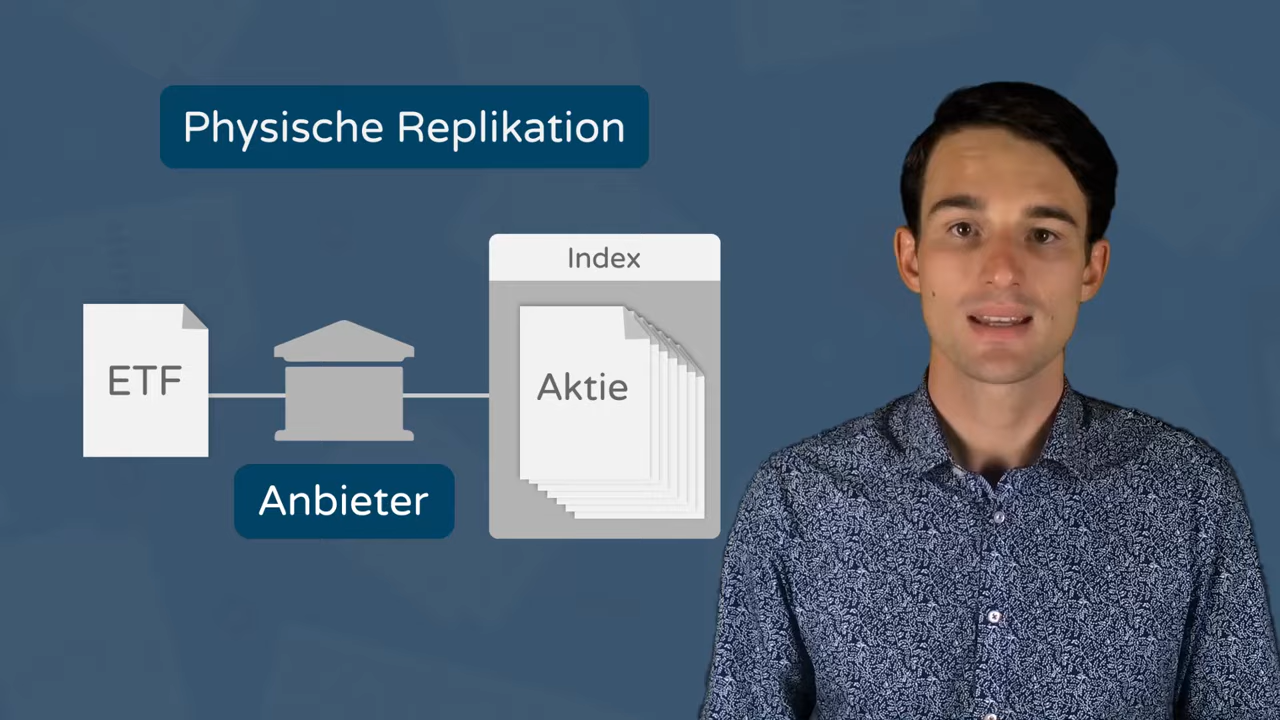 Physische Replikation
Index
ETF
Aktie
Anbieter